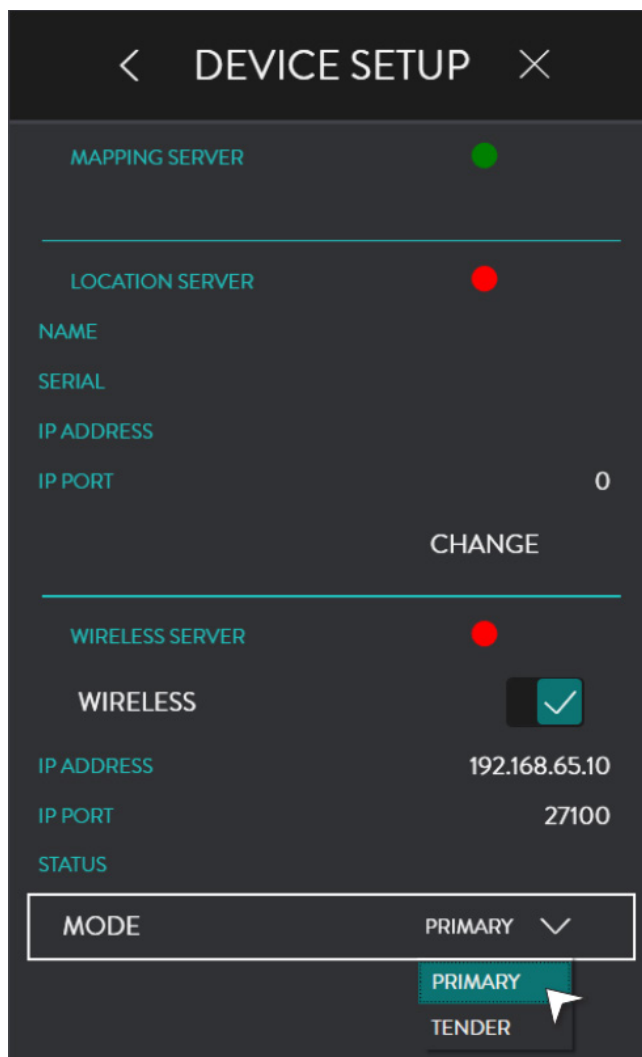 DEVICE SETUP
MAPPING SERVER
LOCATION SERVER
NAME
SERIAL
IP ADDRESS
IP PORT 0
CHANGE
WIRELESS SERVER
WIRELESS
IP ADDRESS 192.168.65.10
IP PORT 27100
STATUS
MODE PRIMARY
PRIMARY
TENDER